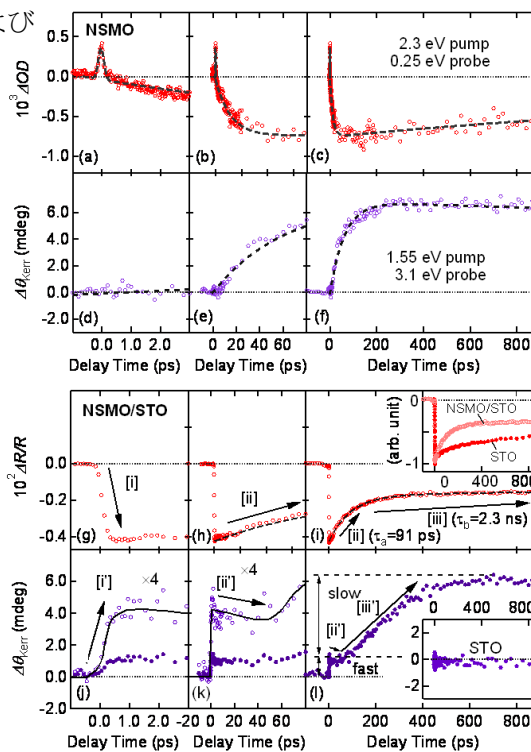 び
NSMO
2.3 eV pump
0.25 probe
10³ ΔOD
0.5
0.0
-0.5
-1.0
(a)
(b)
(c)
Δθ_Kerr (mdeg)
6.0
4.0
2.0
0.0
-2.0
1.55 eV pump
3.1 eV probe
(d)
(e)
(f)
0.0 1.0 2.0
0 20 40 60
0 200 400 600 800
Delay Time (ps)
Delay Time (ps)
Delay Time (ps)
NSMO/STO
10² ΔR/R
0.0
-0.2
-0.4
[i]
(g)
[ii]
(h)
(arb. unit)
0
-1
NSMO/STO
STO
0 400 800
[iii] (τb=2.3 ns)
(i)
[ii] (τa=91 ps)
Δθ_Kerr (mdeg)
6.0
4.0
2.0
0.0
[i']
×4
(j)
[ii']
×4
(k)
slow
[iii']
[ii']
fast
(l)
0 400 800
STO
2
0
-2
0.0 1.0 -2
0 20 40 60
0 200 400 600 800
Delay Time (ps)
Delay Time (ps)
Delay Time (ps)